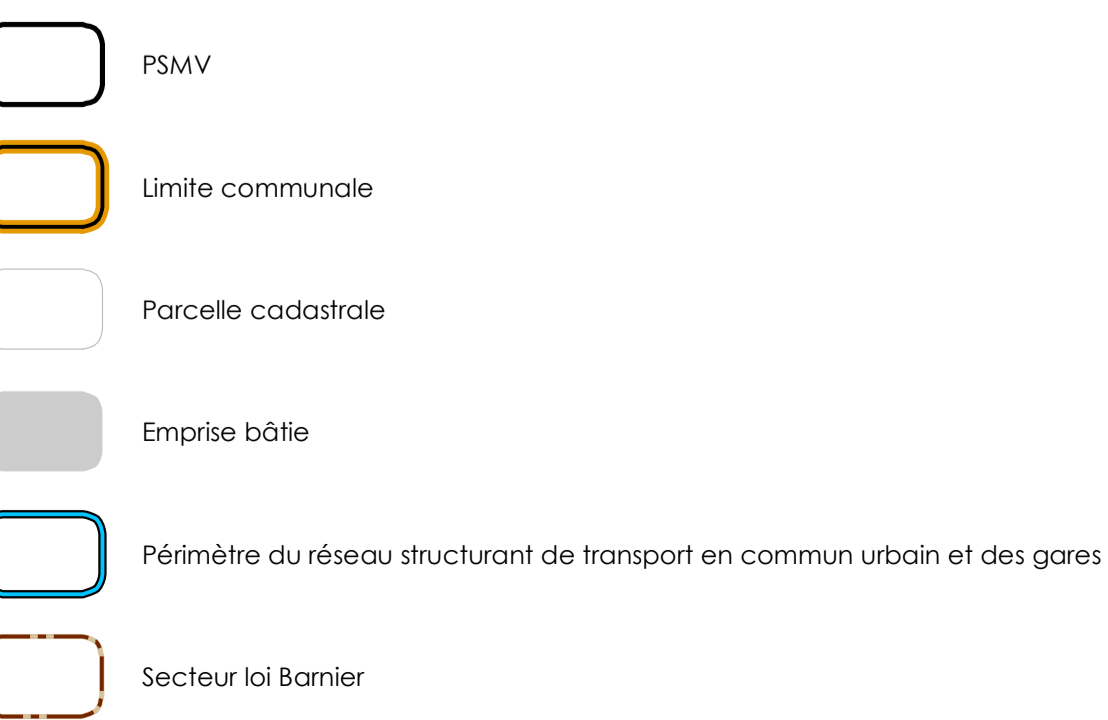 PSMV
Limite communale
Parcelle cadastrale
Emprise bâtie
Périmètre du réseau structurant de transport en commun urbain et des gares
Secteur loi Barnier